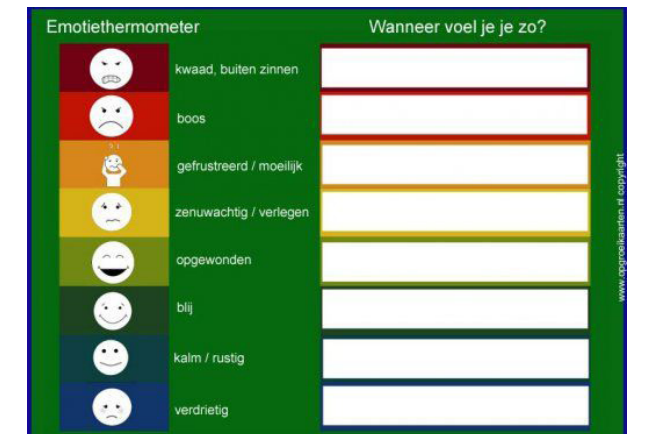 Emotiethermometer
Wanneer voel je je zo?
kwaad, buiten zinnen
boos
gefrustreerd / moeilijk
zenuwachtig / verlegen
opgewonden
blij
kalm / rustig
verdrietig
www.opgroeikaarten.nl copyright